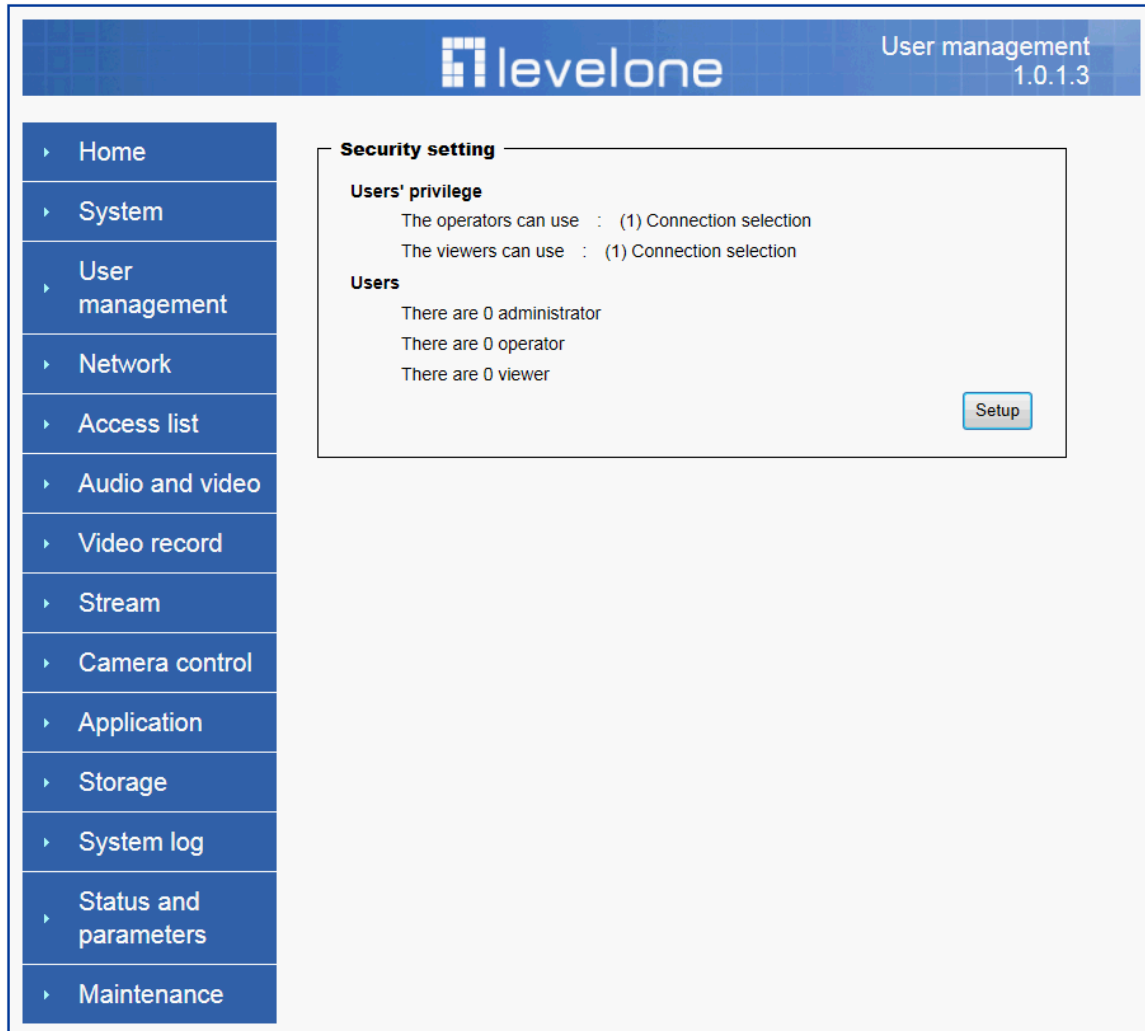 levelone
User management
1.0.1.3
Home
System
User
management
Network
Access list
Audio and video
Video record
Stream
Camera control
Application
Storage
System log
Status and
parameters
Maintenance
Security setting
Users' privilege
The operators can use : (1) Connection selection
The viewers can use : (1) Connection selection
Users
There are 0 administrator
There are 0 operator
There are 0 viewer
Setup